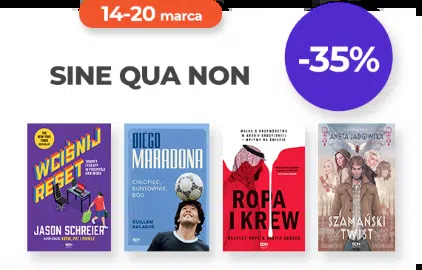 14-20 marca
-35%
SINE QUA NON
WCIŚNIJ
RESET
JASON SCHREIER
DIEGO
MARADONA
CHŁOPIEC,
BUNTOWNIK,
BÓG
GUILLEM
BALAGUÉ
ROPA
I KREW
ANETA JADOWSKA
SZAMAŃSKI
TWIST